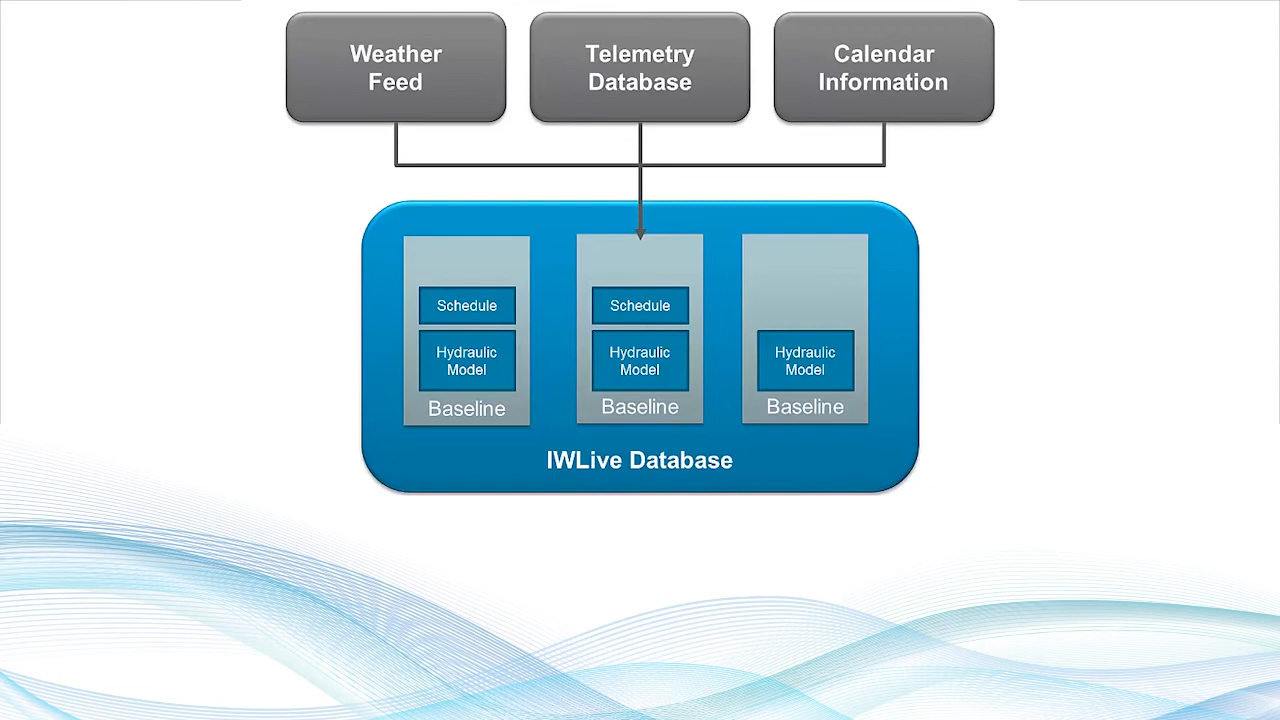 Weather
Feed
Telemetry
Database
Calendar
Information
Schedule
Hydraulic
Model
Baseline
Schedule
Hydraulic
Model
Baseline
Hydraulic
Model
Baseline
IWLive Database